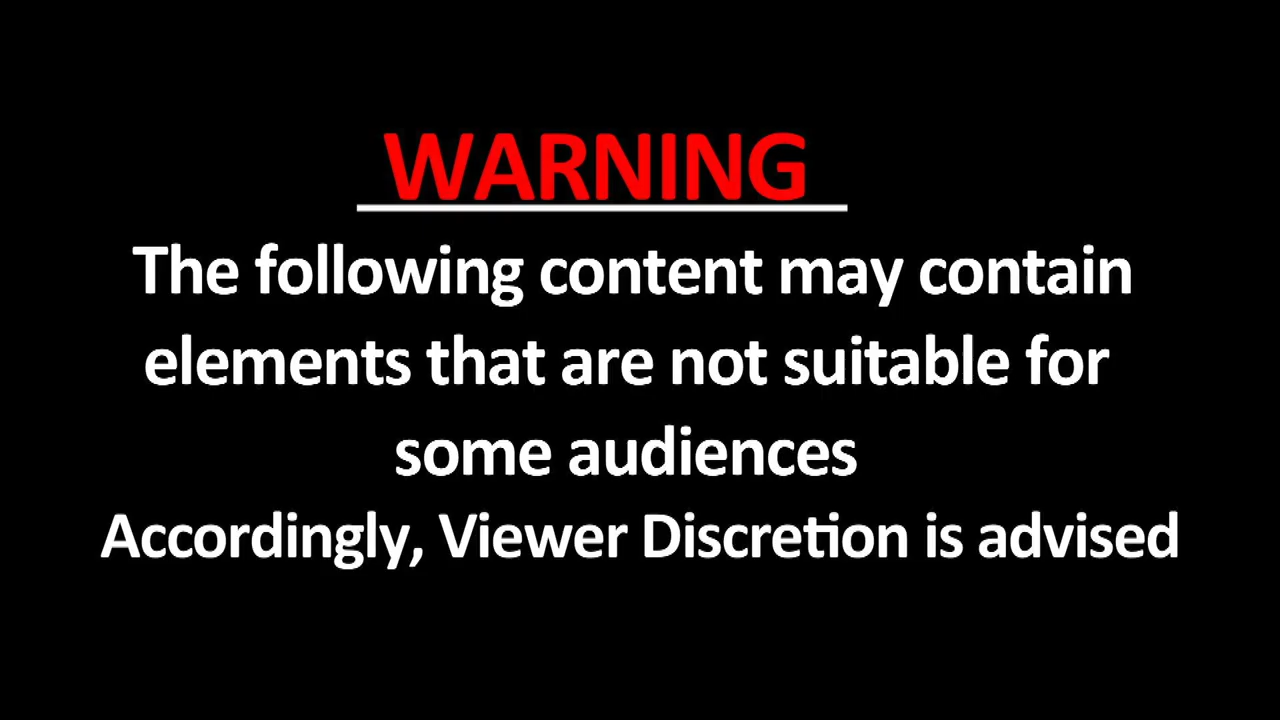 WARNING
The following content may contain
elements that are not suitable for
some audiences
Accordingly, Viewer Discretion is advised